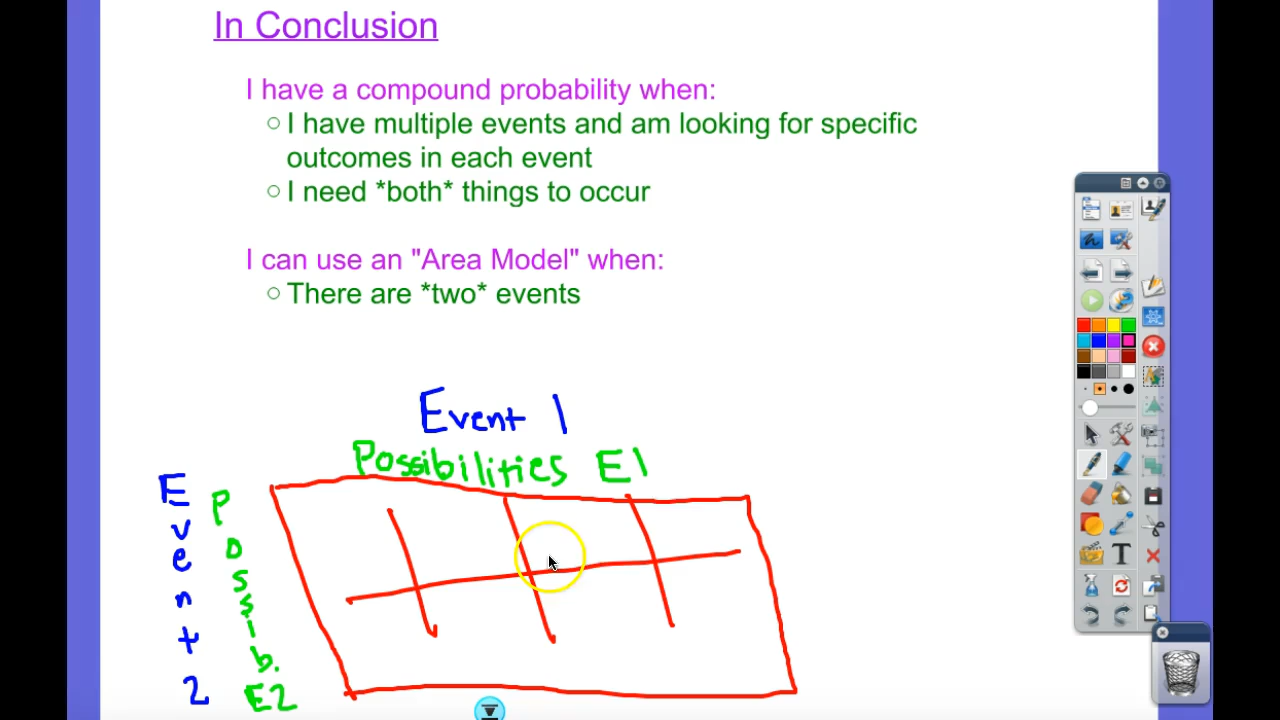 In Conclusion
I have a compound probability when:
I have multiple events and am looking for specific
outcomes in each event
I need *both* things to occur
I can use an "Area Model" when:
There are *two* events
Event 1
Possibilities E1
Event 2
Possib. E2